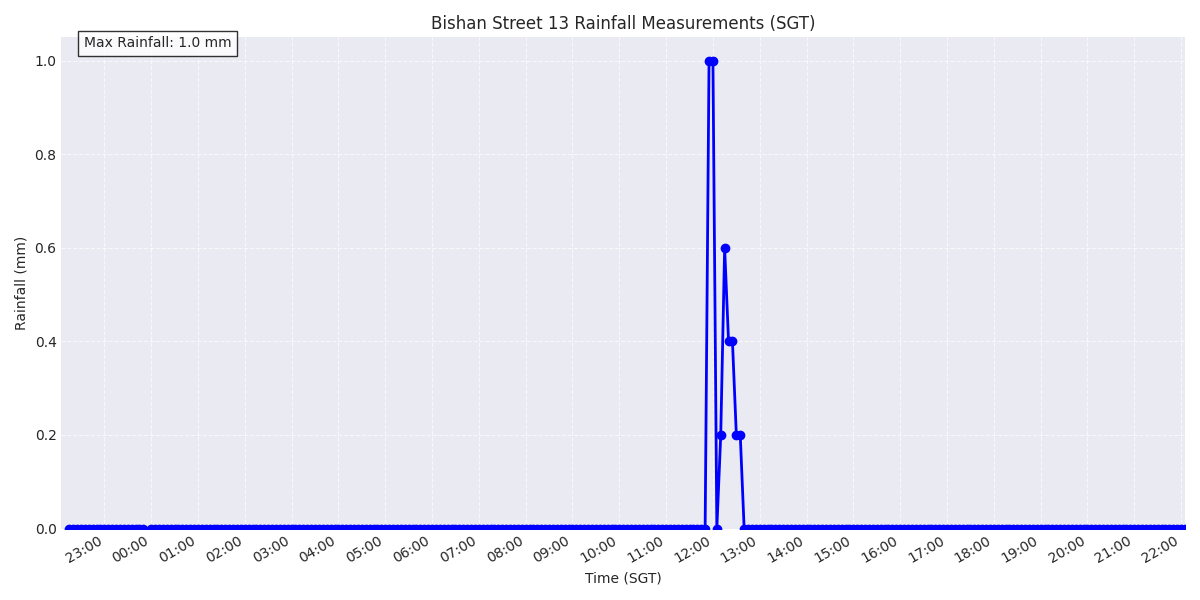 Bishan Street 13 Rainfall Measurements (SGT)
Max Rainfall: 1.0 mm
1.0
0.8
0.6
0.4
0.2
0.0
Rainfall (mm)
23:00 00:00 01:00 02:00 03:00 04:00 05:00 06:00 07:00 08:00 09:00 10:00 11:00 12:00 13:00 14:00 15:00 16:00 17:00 18:00 19:00 20:00 21:00 22:00
Time (SGT)